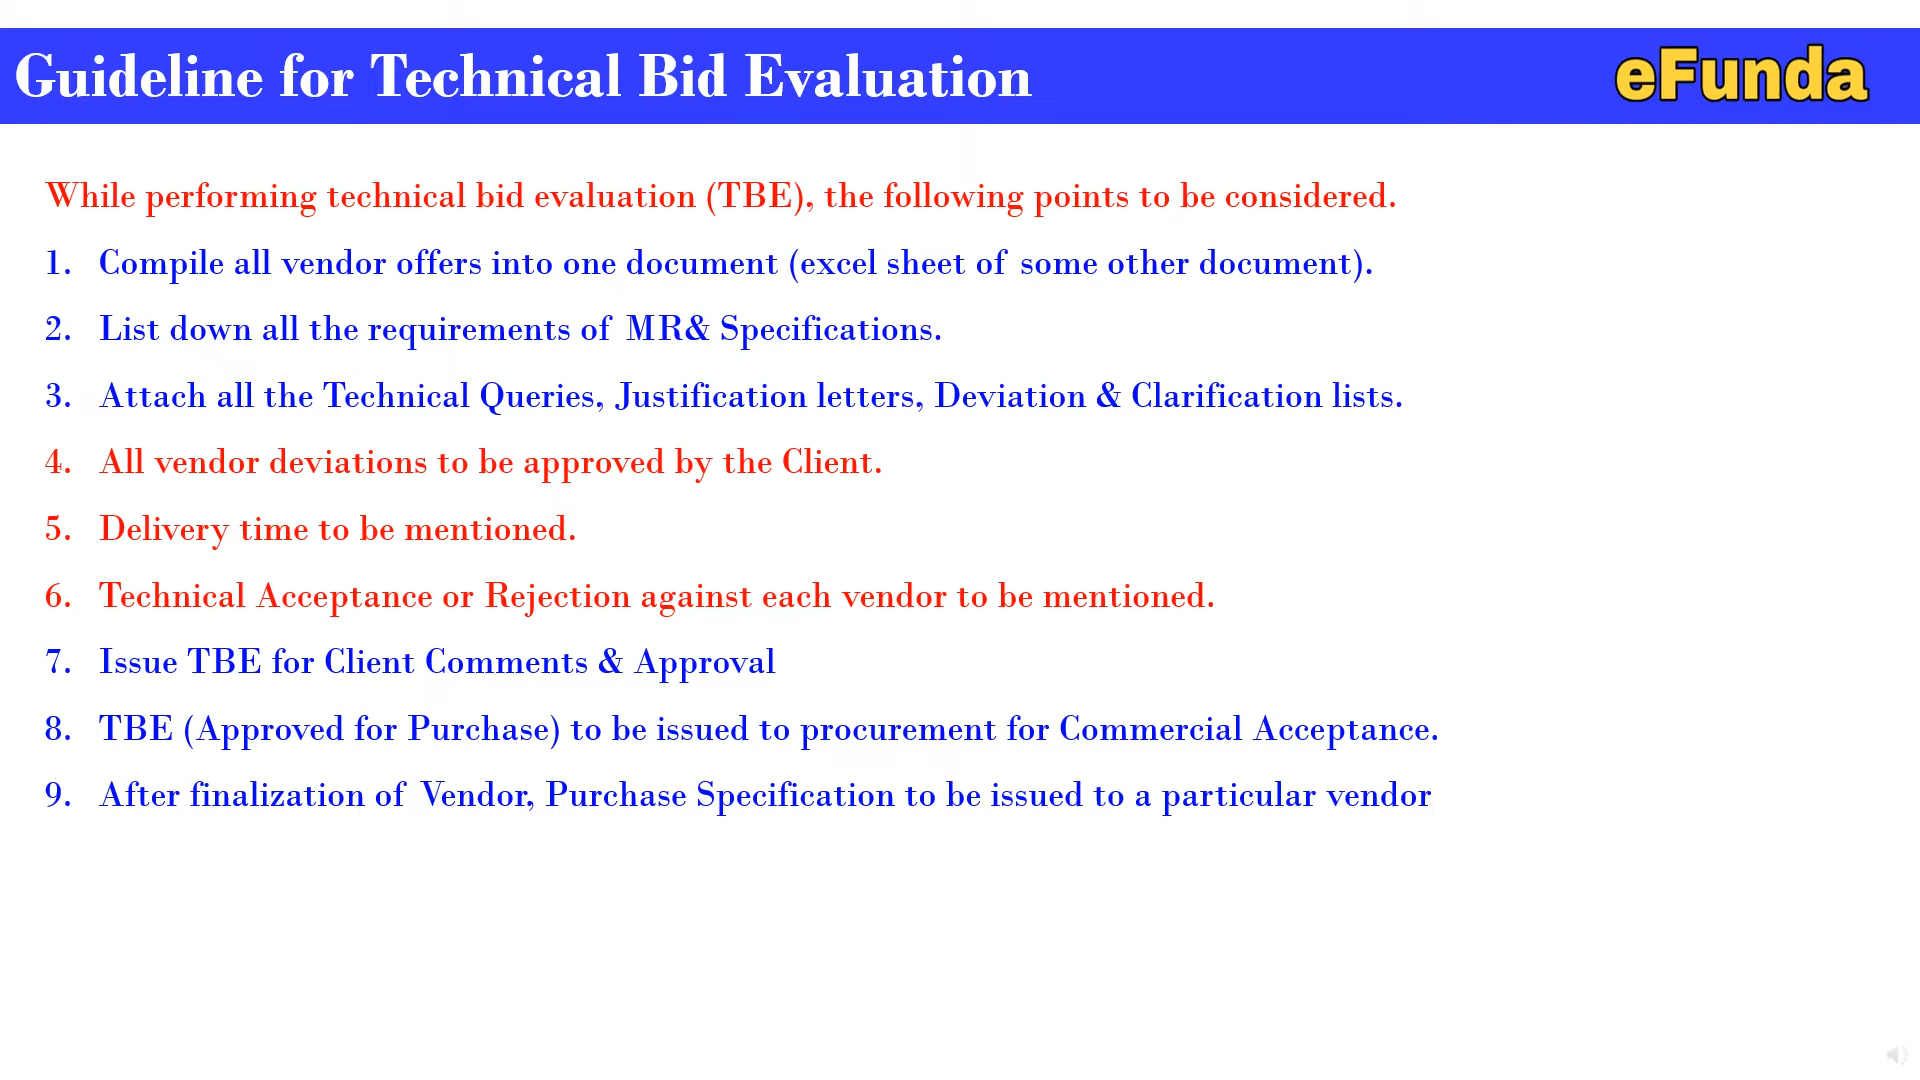 Guideline for Technical Bid Evaluation
eFunda
While performing technical bid evaluation (TBE), the following points to be considered.
1. Compile all vendor offers into one document (excel sheet of some other document).
2. List down all the requirements of MR& Specifications.
3. Attach all the Technical Queries, Justification letters, Deviation & Clarification lists.
4. All vendor deviations to be approved by the Client.
5. Delivery time to be mentioned.
6. Technical Acceptance or Rejection against each vendor to be mentioned.
7. Issue TBE for Client Comments & Approval
8. TBE (Approved for Purchase) to be issued to procurement for Commercial Acceptance.
9. After finalization of Vendor, Purchase Specification to be issued to a particular vendor